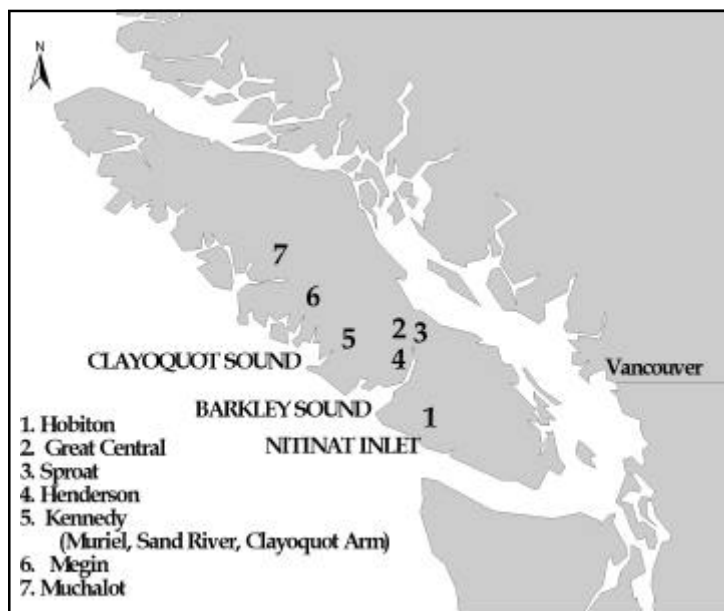 N
7
6
5
2 3
4
CLAYOQUOT SOUND
Vancouver
BARKLEY SOUND
1
NITINAT INLET
1. Hobiton
2. Great Central
3. Sproat
4. Henderson
5. Kennedy
(Muriel, Sand River, Clayoquot Arm)
6. Megin
7. Muchalot